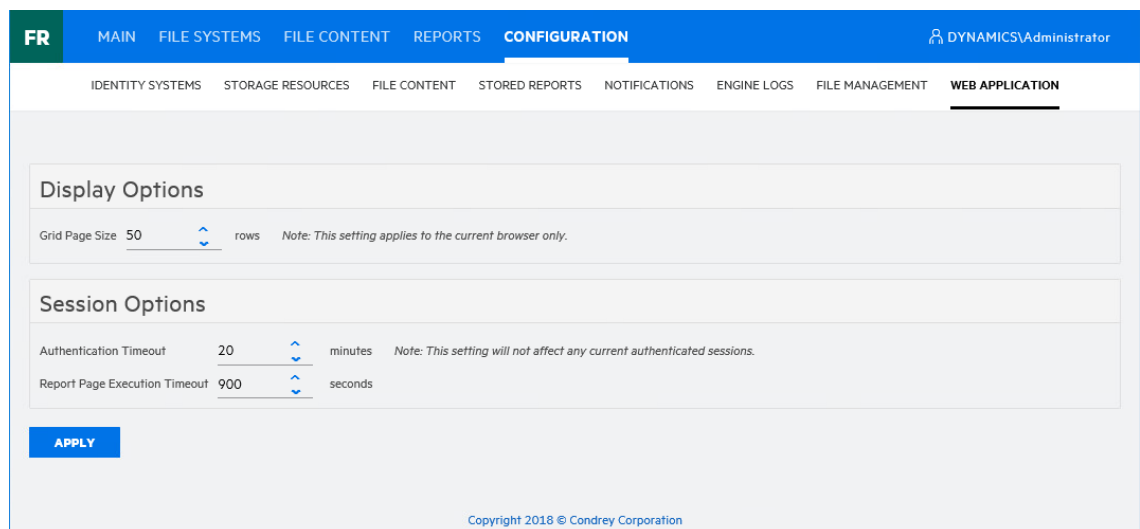 FR MAIN FILE SYSTEMS FILE CONTENT REPORTS CONFIGURATION DYNAMICS\Administrator
IDENTITY SYSTEMS STORAGE RESOURCES FILE CONTENT STORED REPORTS NOTIFICATIONS ENGINE LOGS FILE MANAGEMENT WEB APPLICATION
Display Options
Grid Page Size 50 rows Note: This setting applies to the current browser only.
Session Options
Authentication Timeout 20 minutes Note: This setting will not affect any current authenticated sessions.
Report Page Execution Timeout 900 seconds
APPLY
Copyright 2018 © Condrey Corporation